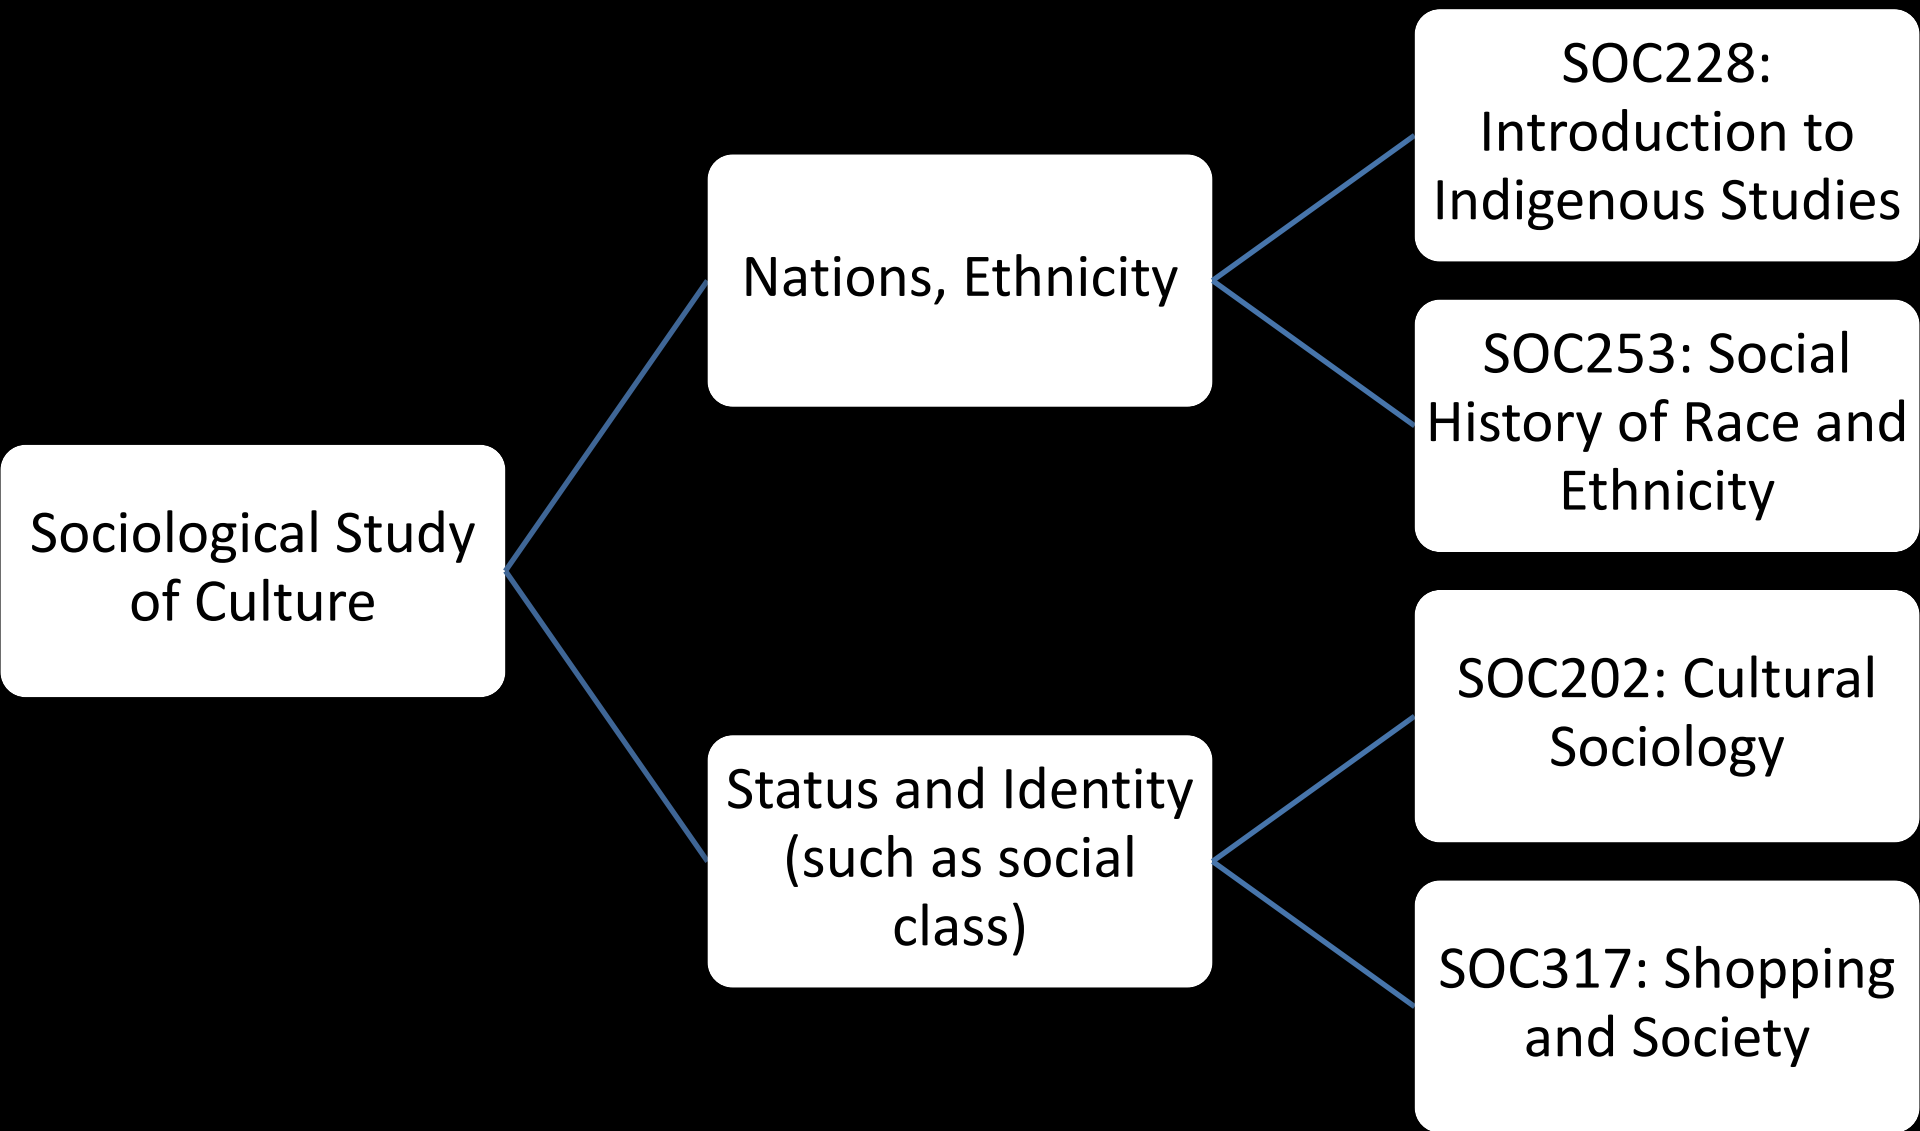 Sociological Study
of Culture
Nations, Ethnicity
SOC228:
Introduction to
Indigenous Studies
SOC253: Social
History of Race and
Ethnicity
Status and Identity
(such as social
class)
SOC202: Cultural
Sociology
SOC317: Shopping
and Society